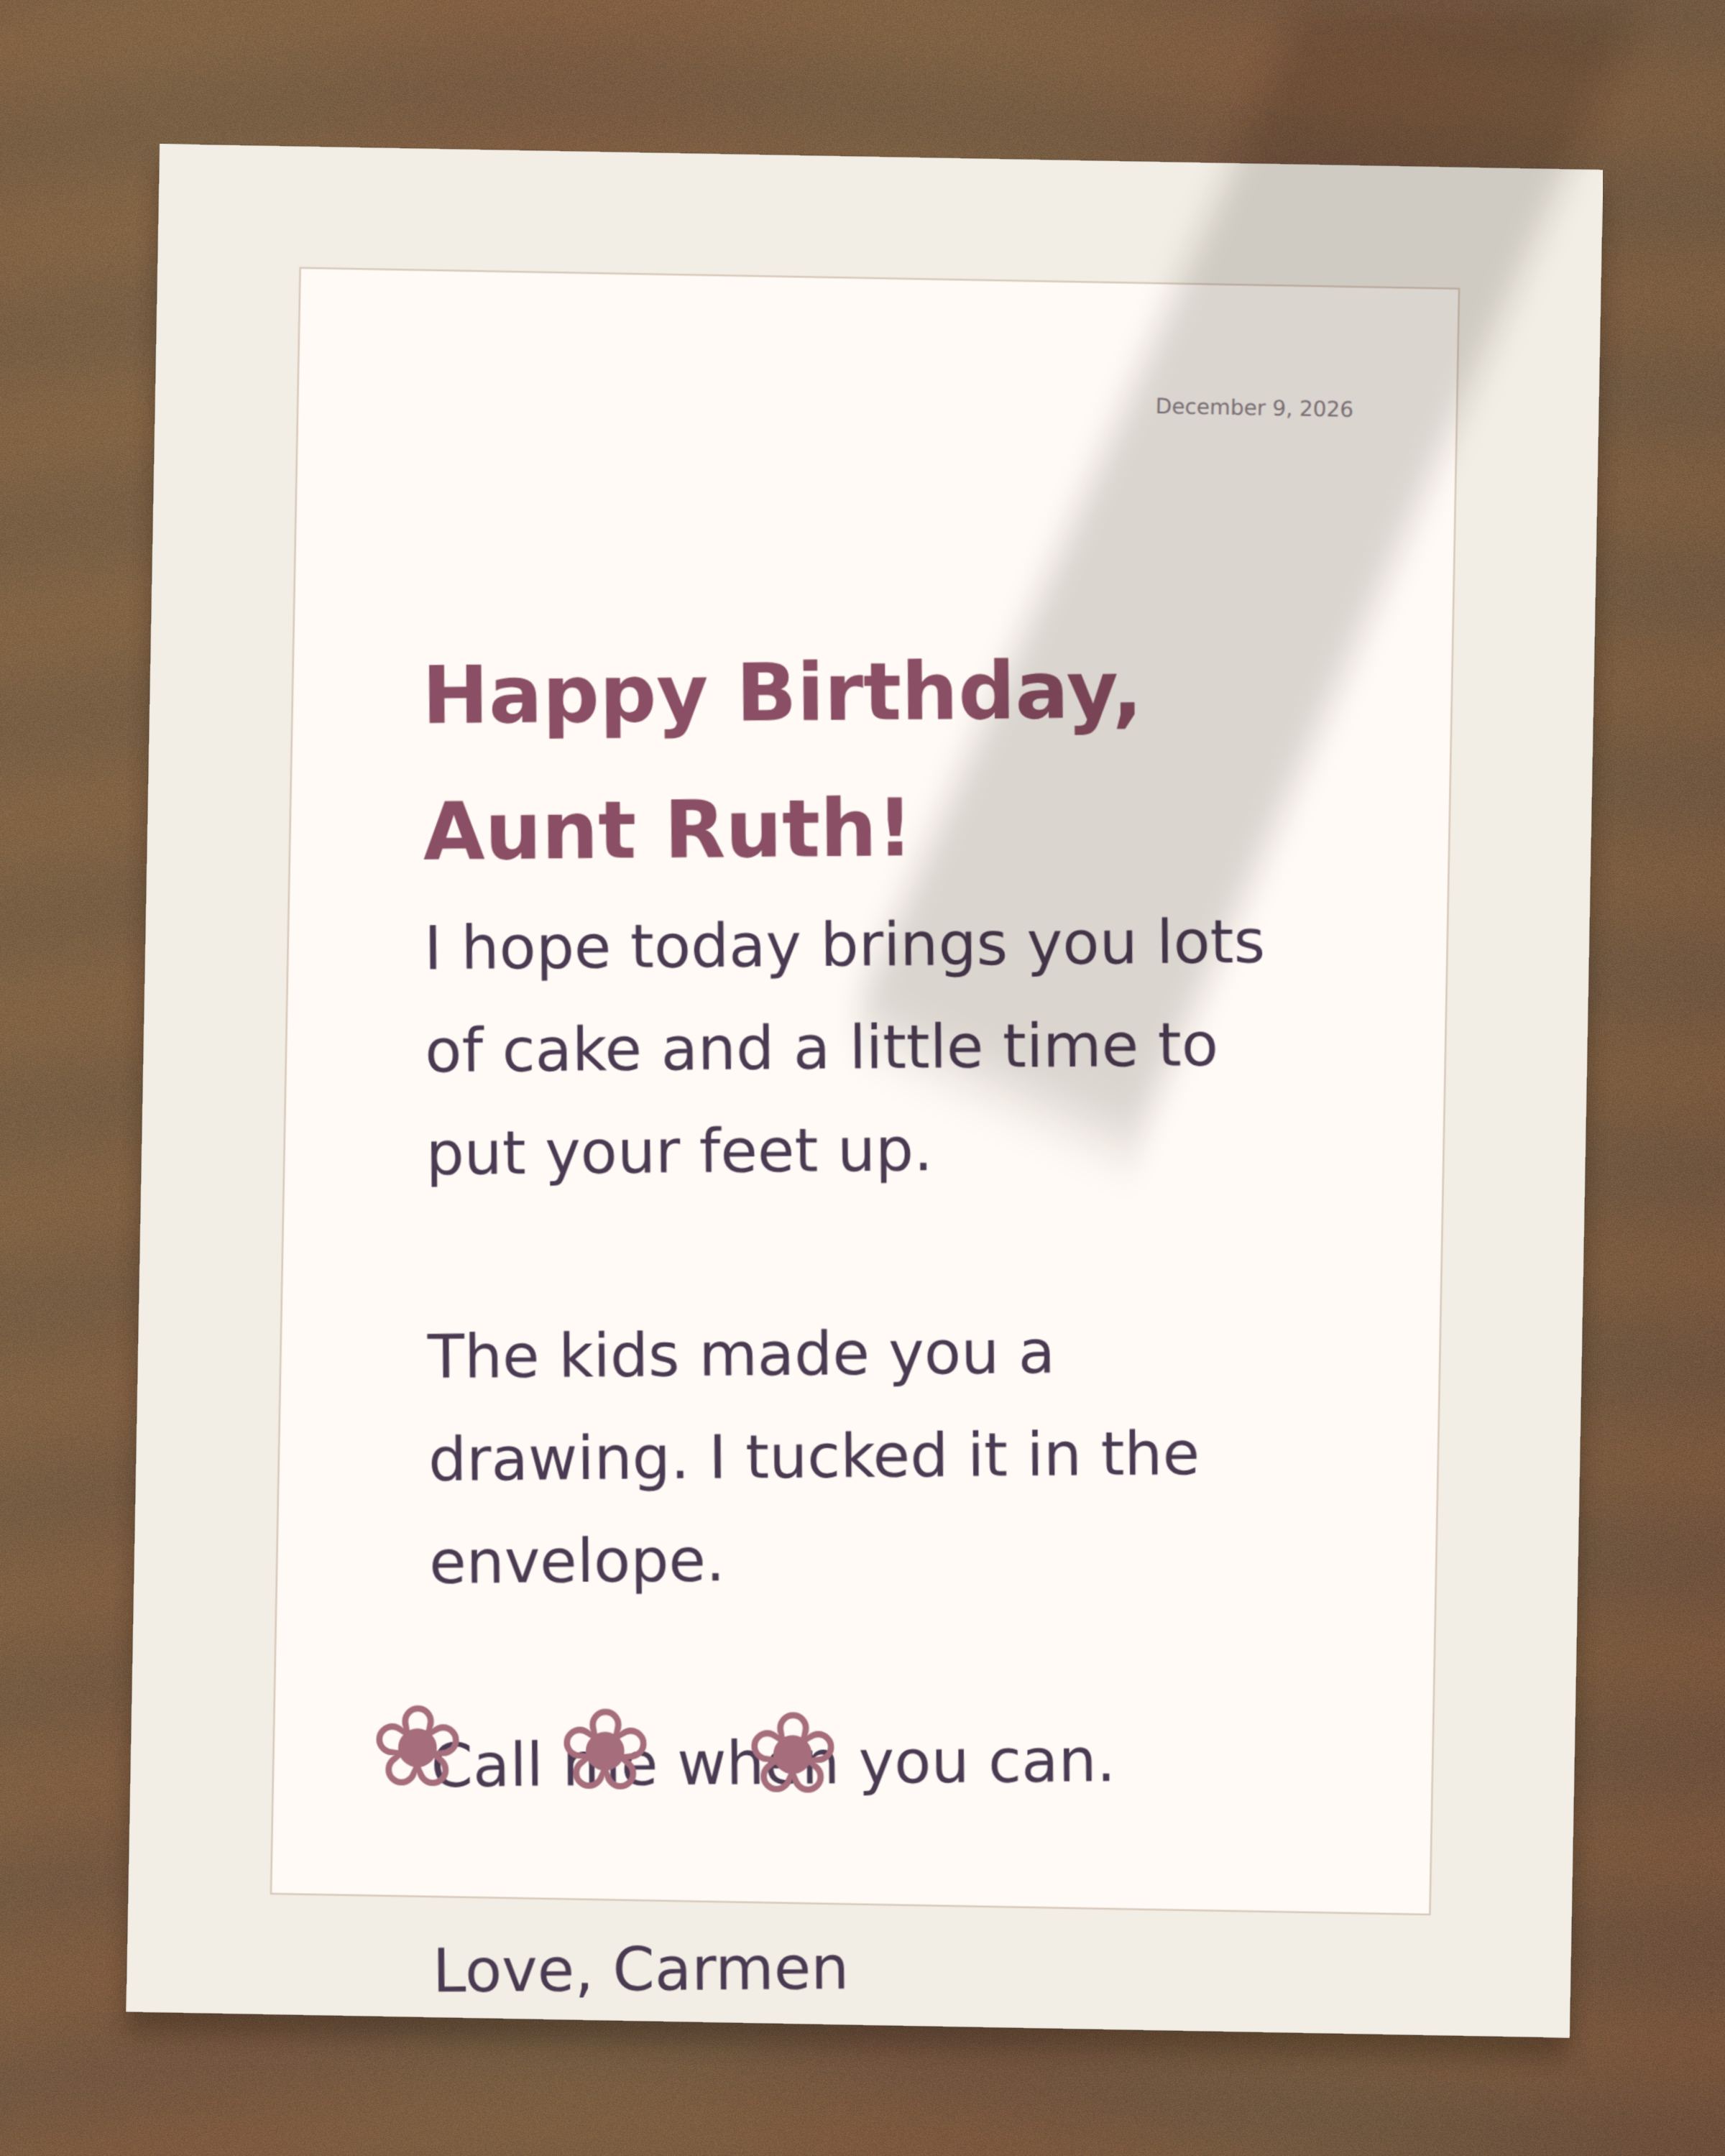 December 9, 2026
Happy Birthday,
Aunt Ruth!
I hope today brings you lots
of cake and a little time to
put your feet up.
The kids made you a
drawing. I tucked it in the
envelope.
Call me when you can.
Love, Carmen